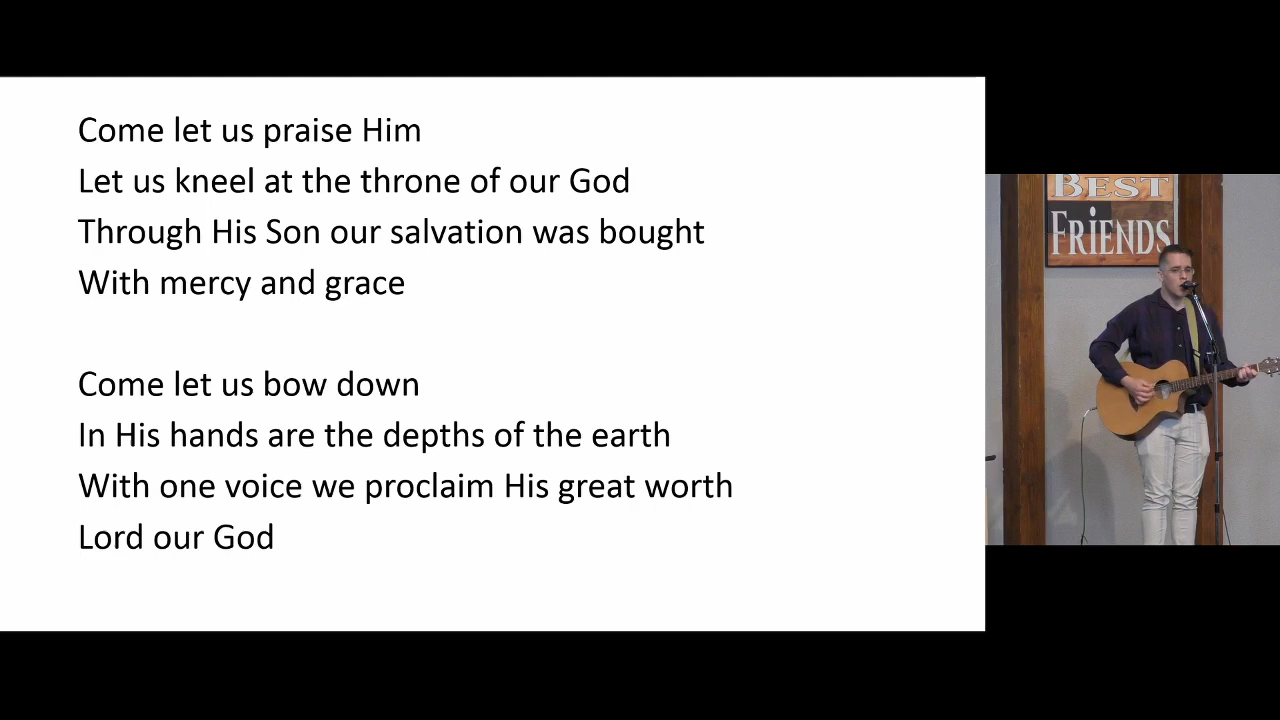 Come let us praise Him
Let us kneel at the throne of our God
Through His Son our salvation was bought
With mercy and grace
Come let us bow down
In His hands are the depths of the earth
With one voice we proclaim His great worth
Lord our God
BEST
FRiENDS